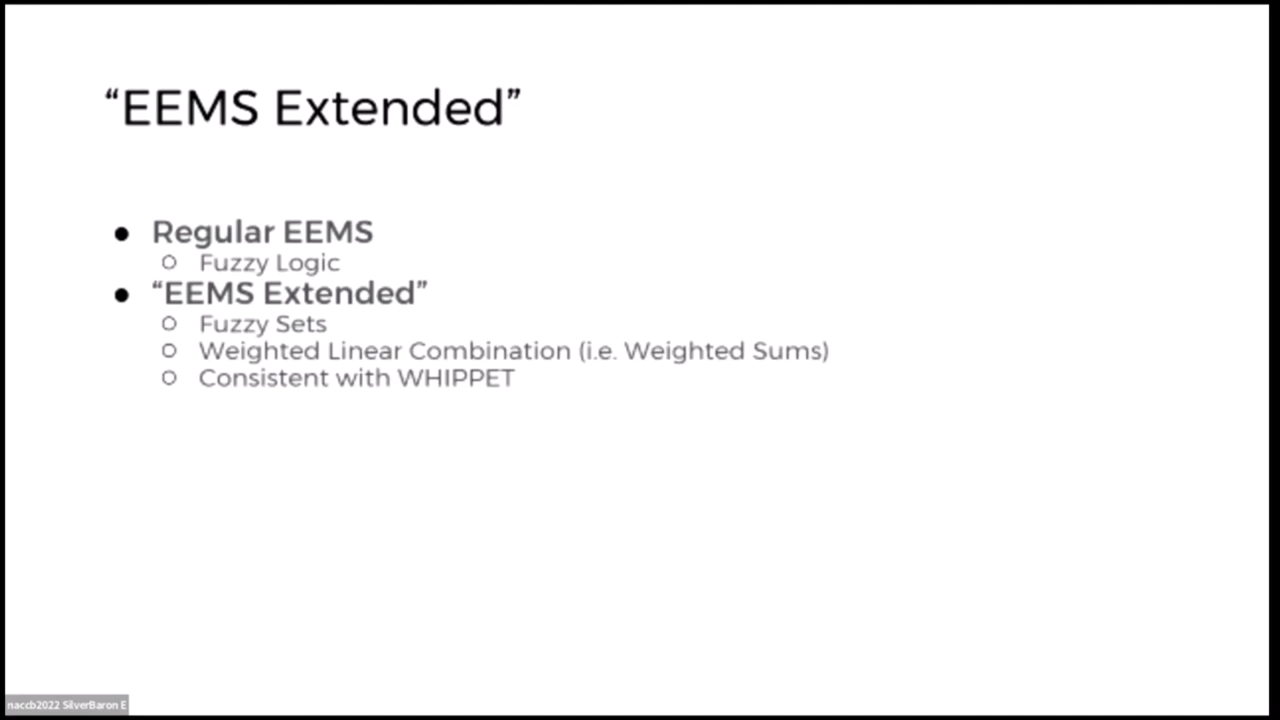 “EEMS Extended”
● Regular EEMS
○ Fuzzy Logic
● “EEMS Extended”
○ Fuzzy Sets
○ Weighted Linear Combination (i.e. Weighted Sums)
○ Consistent with WHIPPET
naccb2022 SilverBaron E